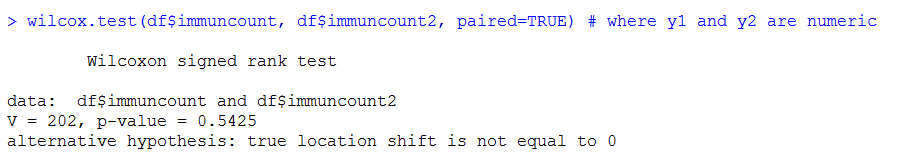 > wilcox.test(df$immuncount, df$immuncount2, paired=TRUE) # where y1 and y2 are numeric
Wilcoxon signed rank test
data:  df$immuncount and df$immuncount2
V = 202, p-value = 0.5425
alternative hypothesis: true location shift is not equal to 0